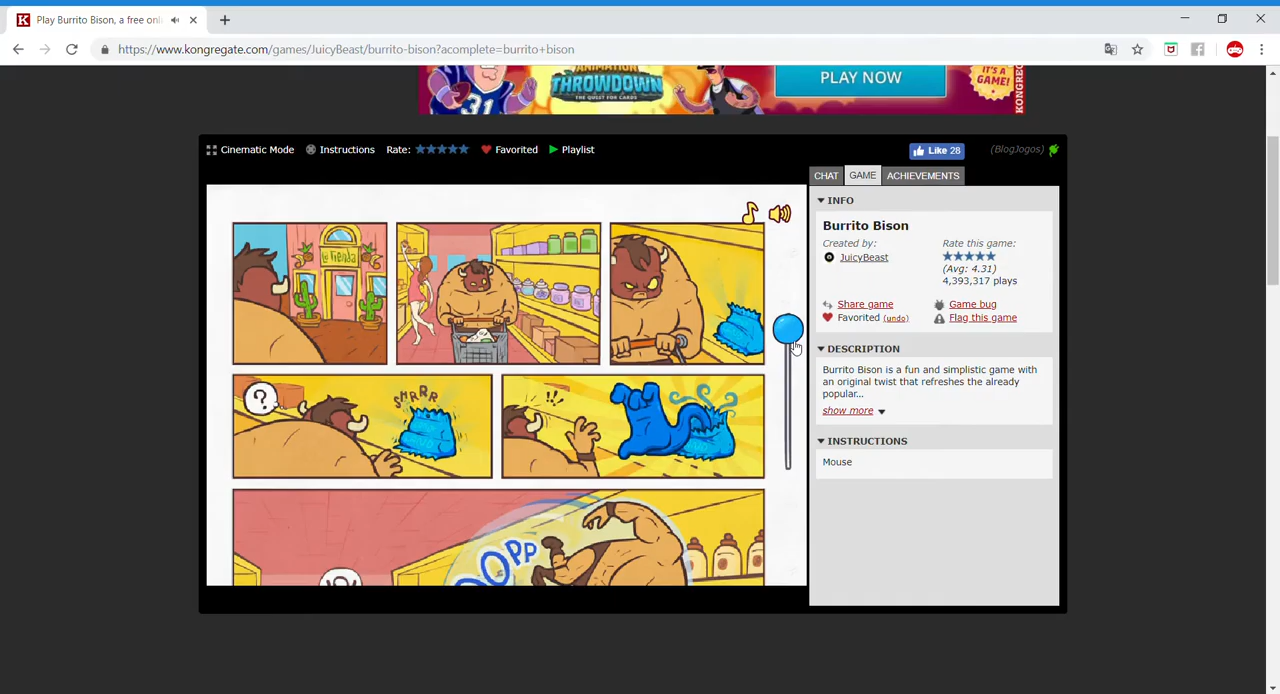 Play Burrito Bison, a free onli
https://www.kongregate.com/games/JuicyBeast/burrito-bison?acomplete=burrito+bison
ANIMATION
THROWDOWN
THE QUEST FOR CARDS
PLAY NOW
IT'S A
GAME!
KONGREG
31
Cinematic Mode
Instructions
Rate:
Favorited
Playlist
Like 28
(BlogJogos)
CHAT
GAME
ACHIEVEMENTS
INFO
Burrito Bison
Created by:
JuicyBeast
Rate this game:
(Avg: 4.31)
4,393,317 plays
Share game
Game bug
Favorited (undo)
Flag this game
DESCRIPTION
Burrito Bison is a fun and simplistic game with
an original twist that refreshes the already
popular...
show more
INSTRUCTIONS
Mouse
La Tienda
?
SHRRR
!!
OOPP